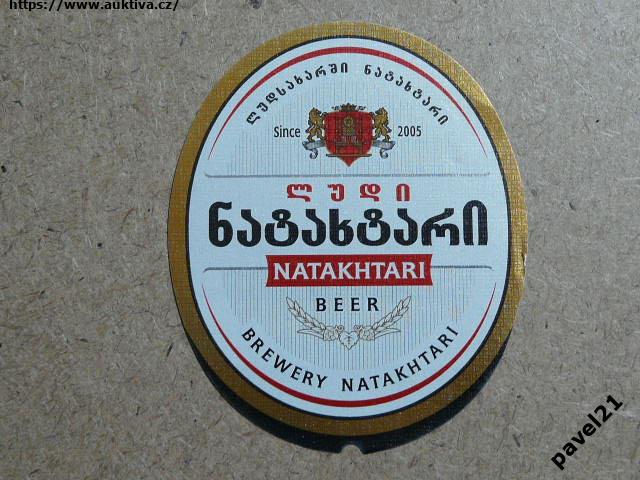 https://www.auktiva.cz/
ლუდსახარში ნატახტარი
Since 2005
ლუდი
ნატახტარი
NATAKHTARI
BEER
BREWERY NATAKHTARI
pavel21